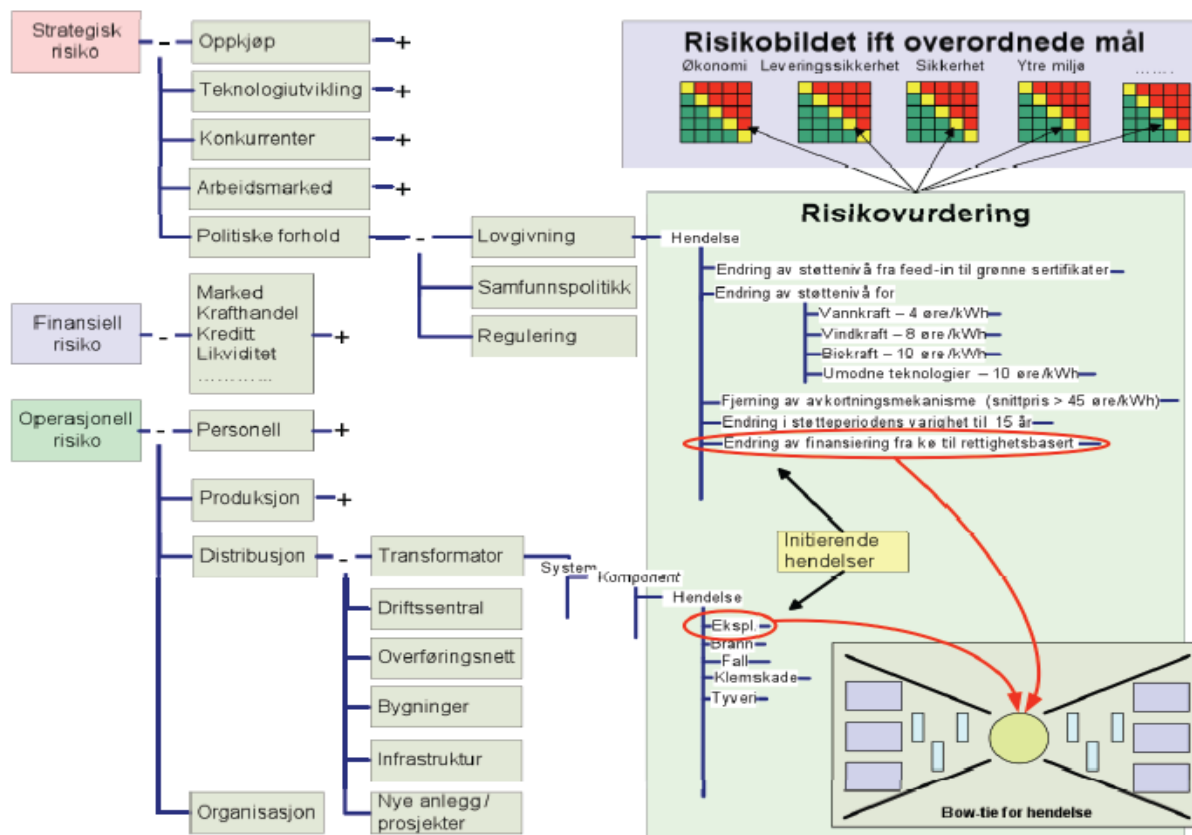 Strategisk
risiko
Oppkjøp
Teknologiutvikling
Konkurrenter
Arbeidsmarked
Politiske forhold
Lovgivning
Samfunnspolitikk
Regulering
Finansiell
risiko
Marked
Krafthandel
Kreditt
Likviditet
…………
Operasjonell
risiko
Personell
Produksjon
Distribusjon
Transformator
Driftssentral
Overføringsnett
Bygninger
Infrastruktur
Nye anlegg /
prosjekter
Organisasjon
System
Komponent
Risikobildet ift overordnede mål
Økonomi Leveringssikkerhet Sikkerhet Ytre miljø …….
Risikovurdering
Hendelse
Endring av støttenivå fra feed-in til grønne sertifikater
Endring av støttenivå for
Vannkraft – 4 øre/kWh
Vindkraft – 8 øre/kWh
Biokraft – 10 øre/kWh
Umodne teknologier – 10 øre/kWh
Fjerning av avkortningsmekanisme (snittpris > 45 øre/kWh)
Endring i støtteperiodens varighet til 15 år
Endring av finansiering fra kø til rettighetsbasert
Initierende
hendelser
Hendelse
Ekspl.
Brann
Fall
Klemskade
Tyveri
Bow-tie for hendelse